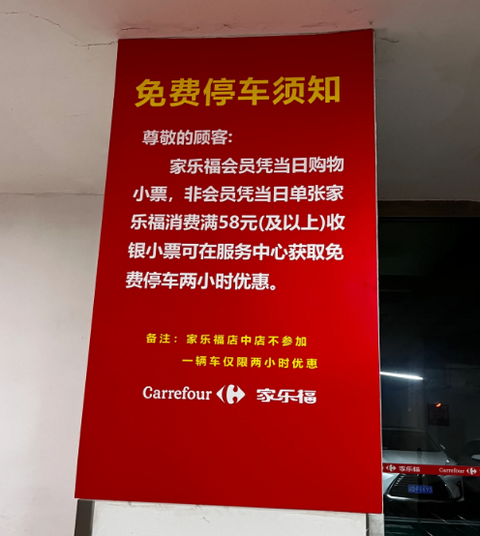 免费停车须知
尊敬的顾客:
家乐福会员凭当日购物
小票，非会员凭当日单张家
乐福消费满58元(及以上)收
银小票可在服务中心获取免
费停车两小时优惠。
备注：家乐福店中店不参加
一辆车仅限两小时优惠
Carrefour 家乐福
家乐福 Carrefour